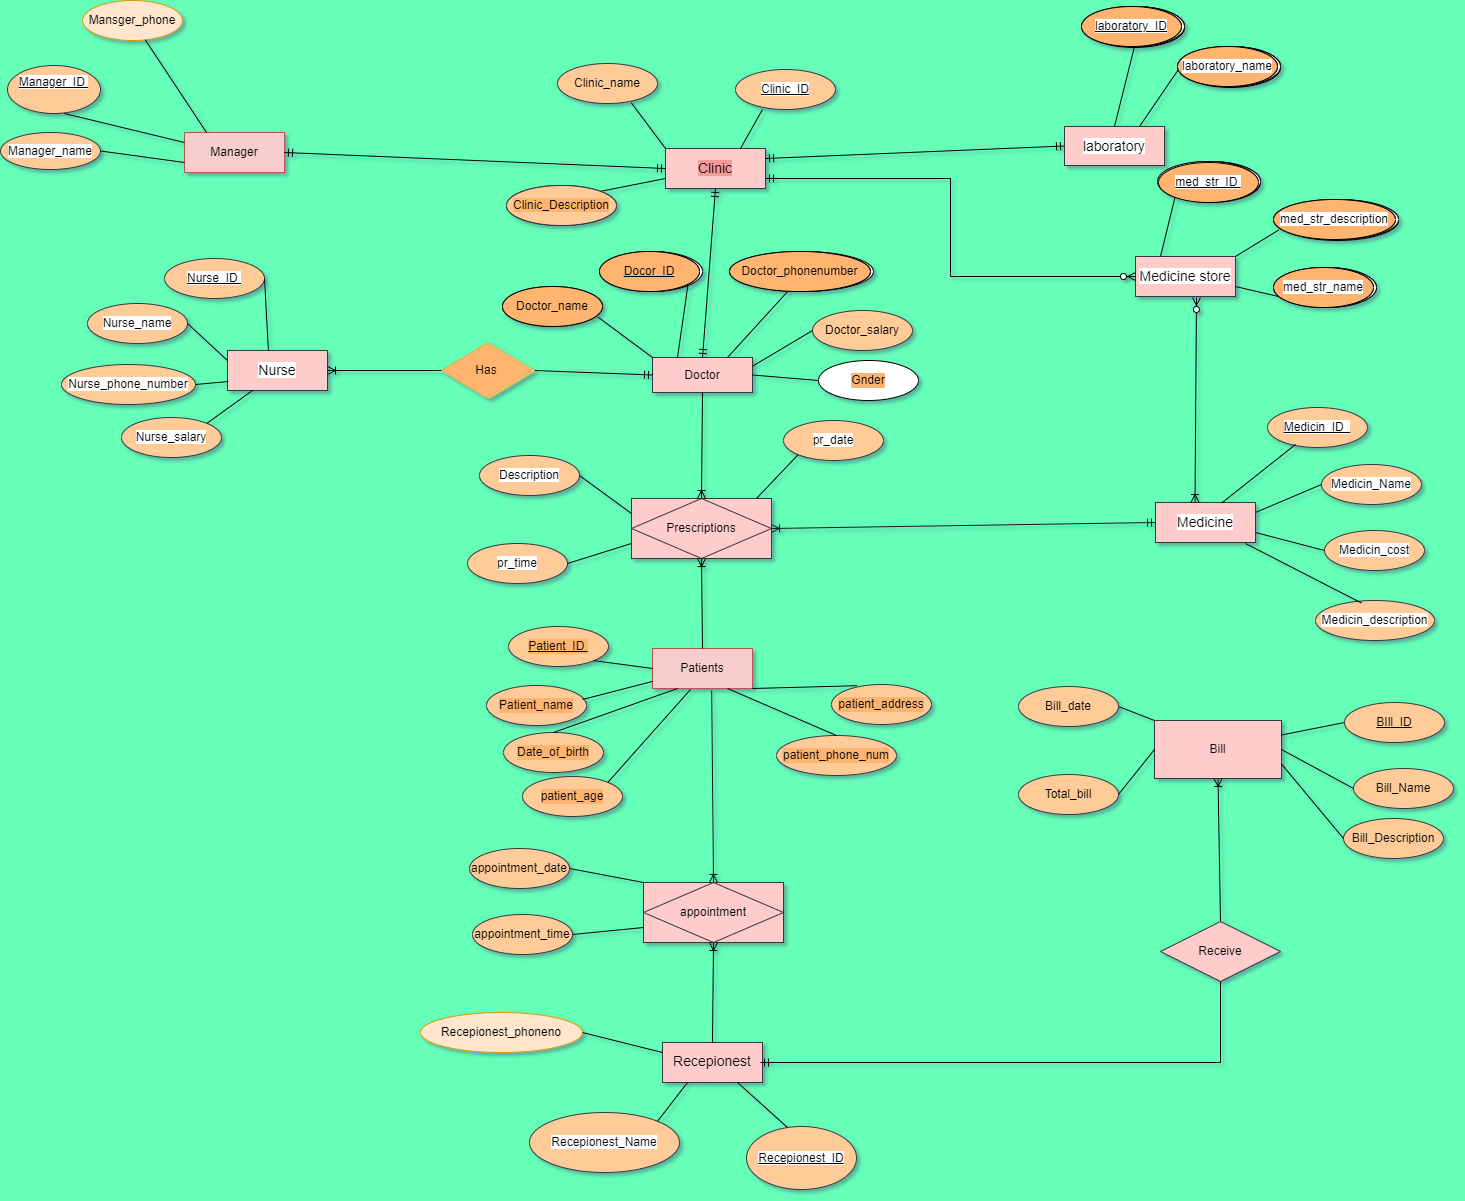 Mansger_phone
Manager_ID
Manager_name
Manager
Clinic_name
Clinic_ID
Clinic
Clinic_Description
laboratory_ID
laboratory_name
laboratory
med_str_ID
med_str_description
Medicine store
med_str_name
Nurse_ID
Nurse_name
Nurse
Nurse_phone_number
Nurse_salary
Has
Docor_ID
Doctor_phonenumber
Doctor_name
Doctor_salary
Doctor
Gnder
pr_date
Description
Prescriptions
pr_time
Medicin_ID
Medicin_Name
Medicine
Medicin_cost
Medicin_description
Patient_ID
Patients
Patient_name
patient_address
Date_of_birth
patient_phone_num
patient_age
Bill_date
BIll_ID
Bill
Total_bill
Bill_Name
Bill_Description
appointment_date
appointment
appointment_time
Receive
Recepionest_phoneno
Recepionest
Recepionest_Name
Recepionest_ID